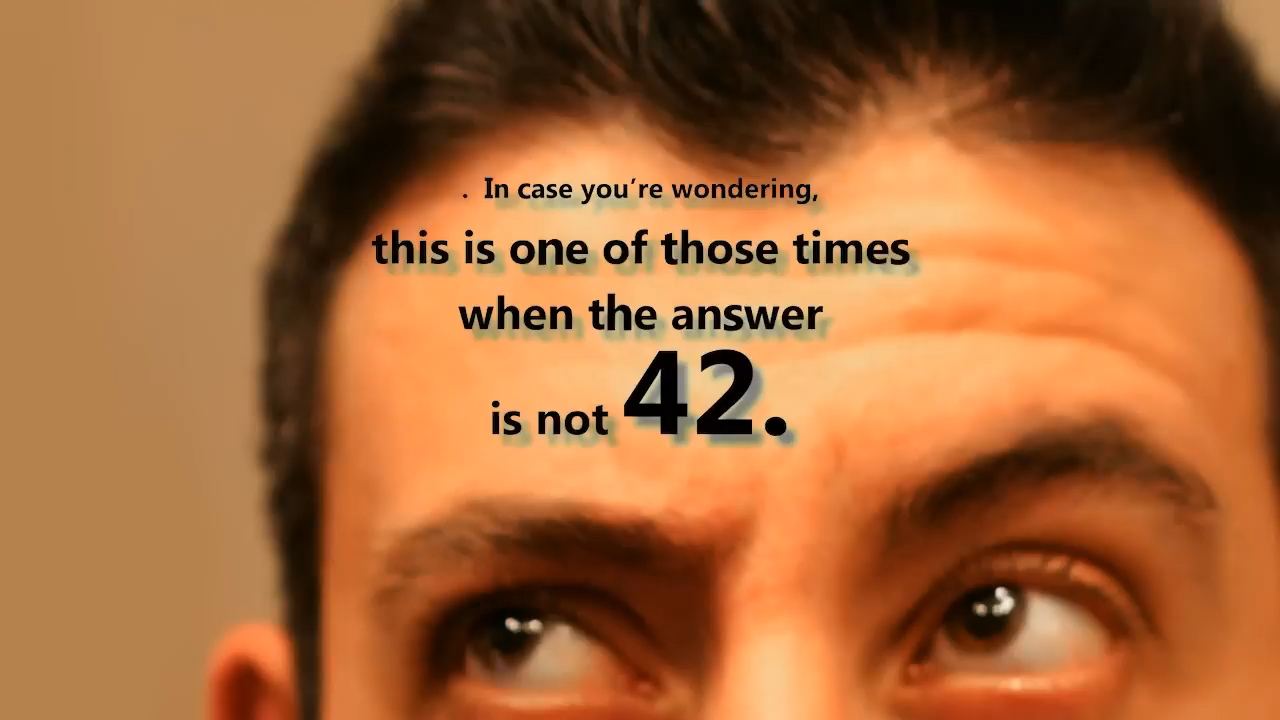 . In case you're wondering,
this is one of those times
when the answer
is not 42.